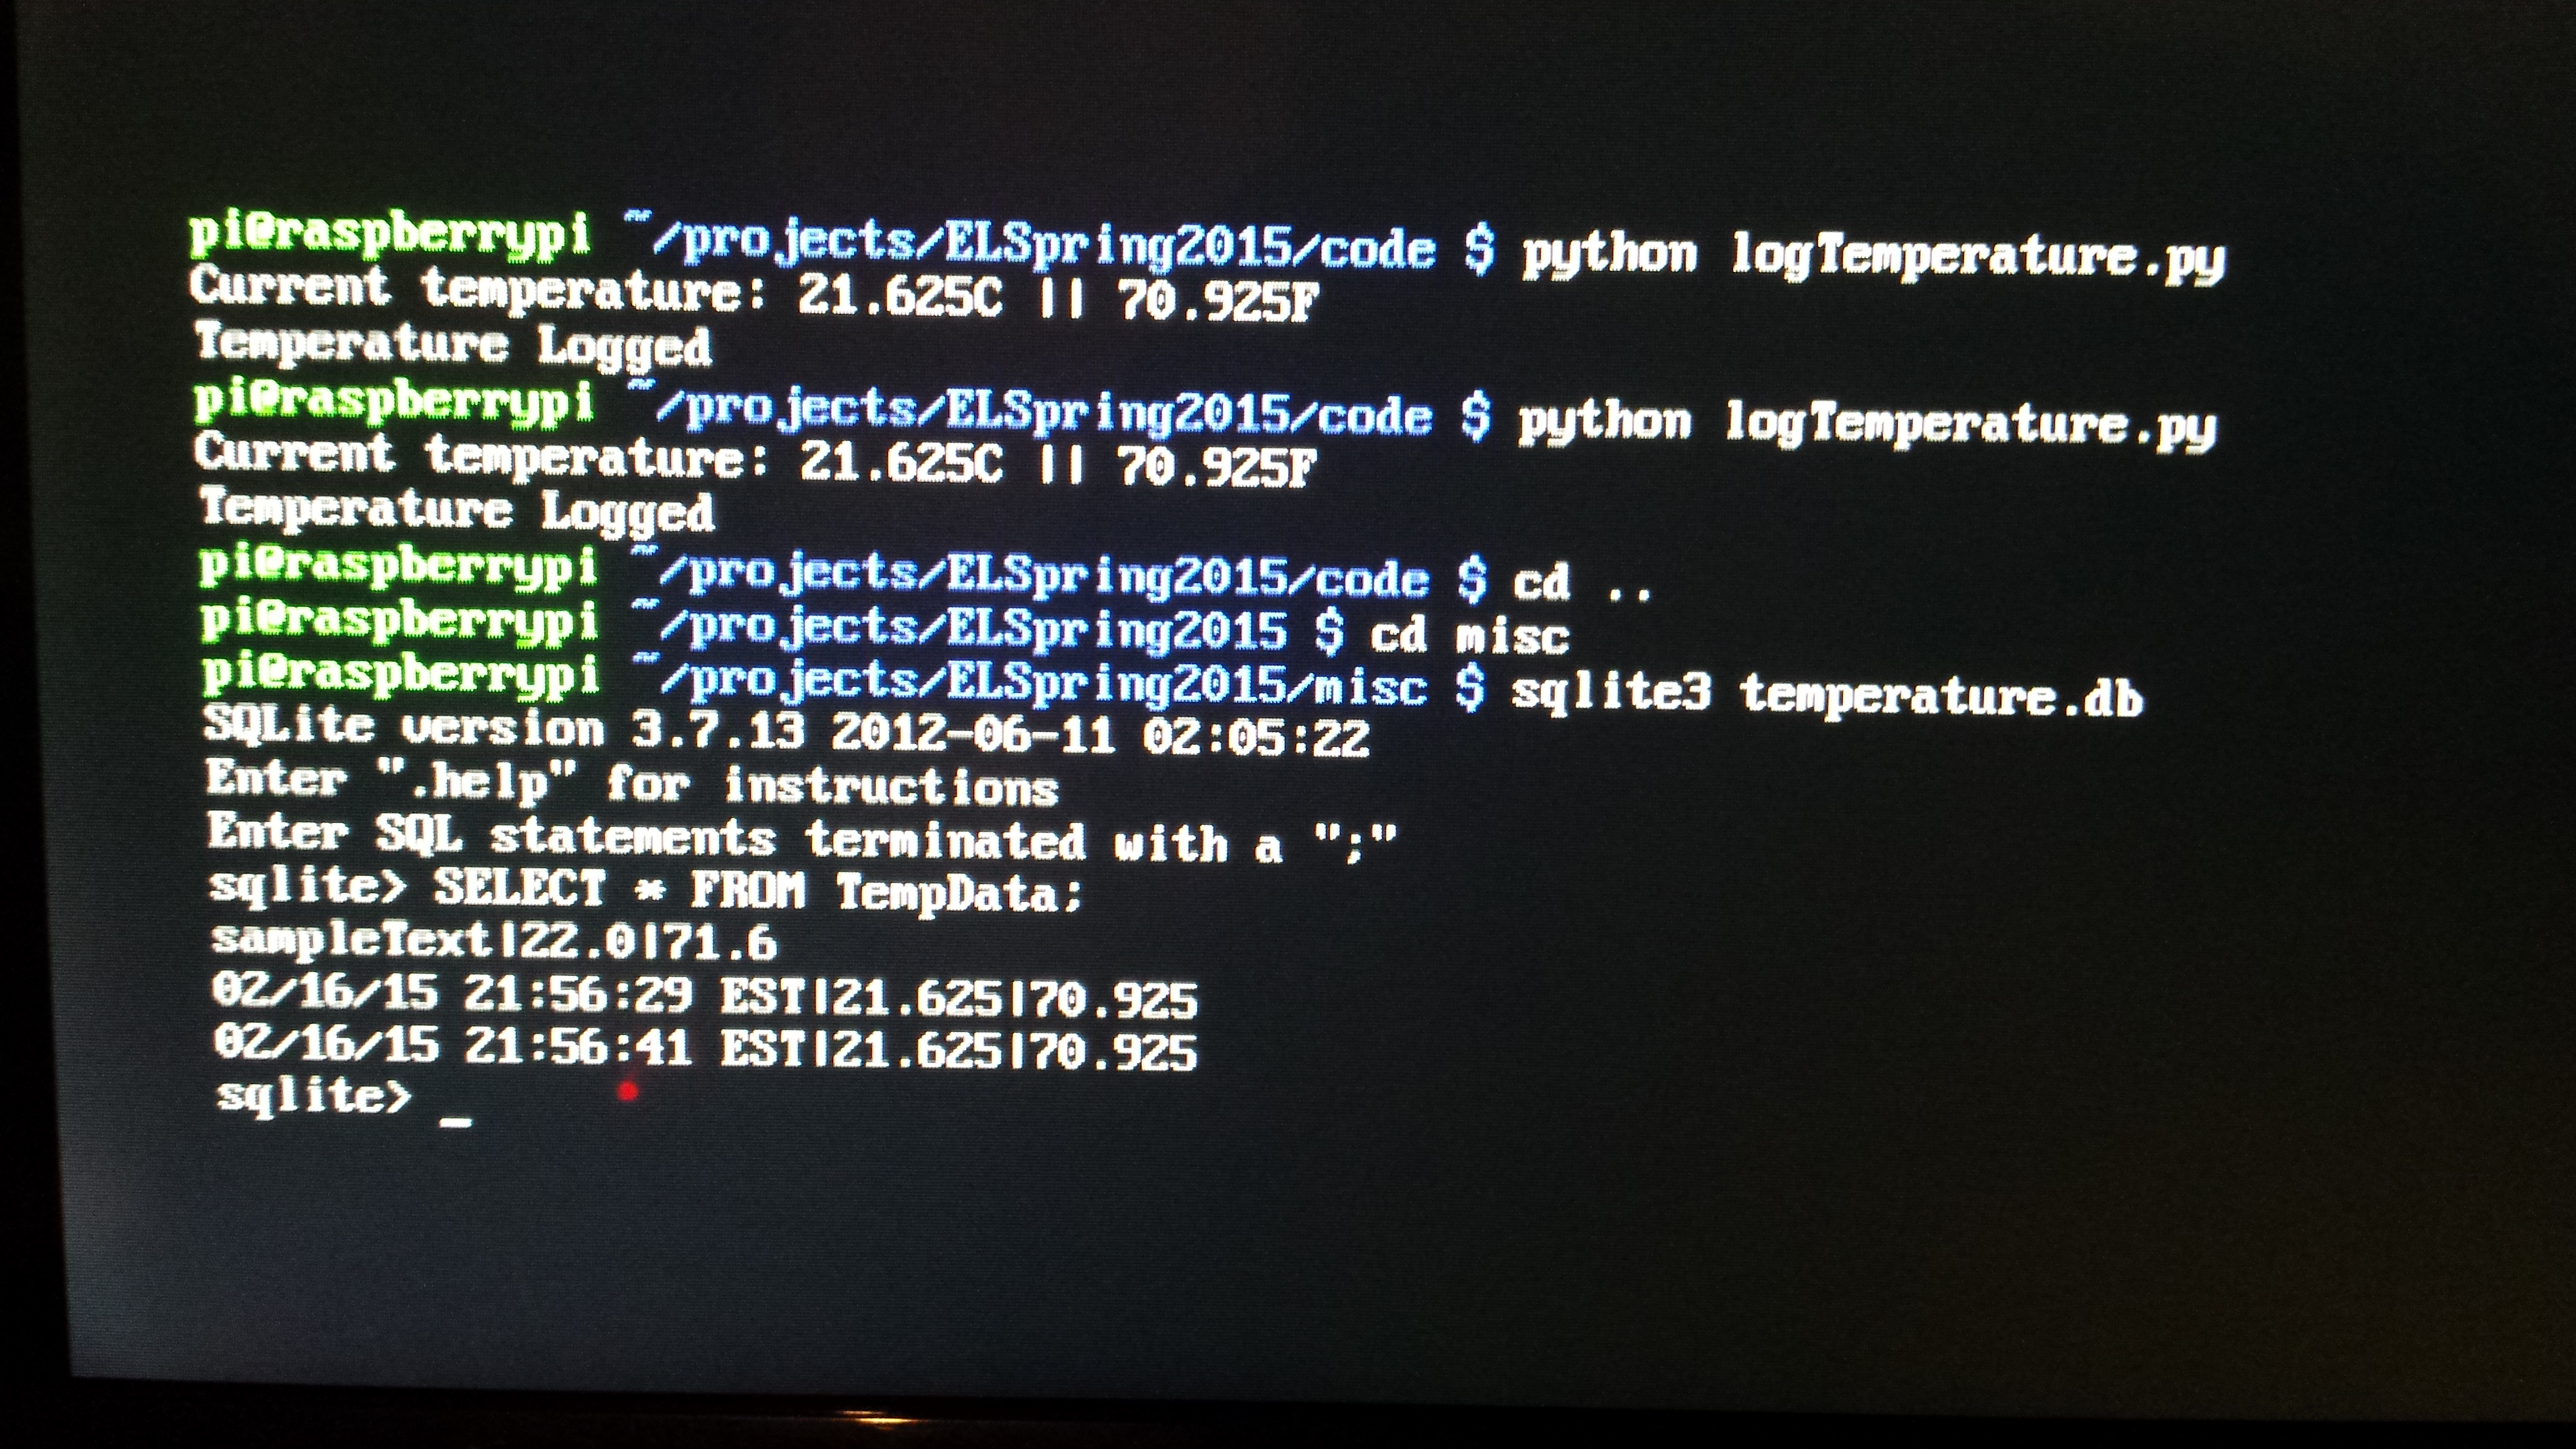 pi@raspberrypi ~/projects/ELSpring2015/code $ python logTemperature.py
Current temperature: 21.625C || 70.925F
Temperature Logged
pi@raspberrypi ~/projects/ELSpring2015/code $ python logTemperature.py
Current temperature: 21.625C || 70.925F
Temperature Logged
pi@raspberrypi ~/projects/ELSpring2015/code $ cd ..
pi@raspberrypi ~/projects/ELSpring2015 $ cd misc
pi@raspberrypi ~/projects/ELSpring2015/misc $ sqlite3 temperature.db
SQLite version 3.7.13 2012-06-11 02:05:22
Enter ".help" for instructions
Enter SQL statements terminated with a ";"
sqlite> SELECT * FROM TempData;
sampleText|22.0|71.6
02/16/15 21:56:29 EST|21.625|70.925
02/16/15 21:56:41 EST|21.625|70.925
sqlite> _